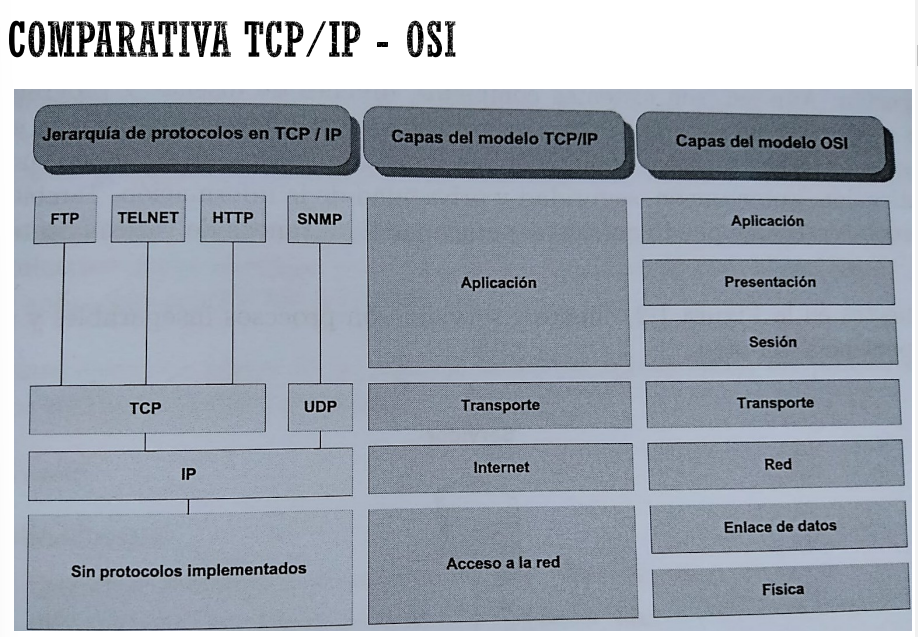 COMPARATIVA TCP/IP - OSI
Jerarquía de protocolos en TCP / IP
Capas del modelo TCP/IP
Capas del modelo OSI
FTP
TELNET
HTTP
SNMP
TCP
UDP
IP
Sin protocolos implementados
Aplicación
Transporte
Internet
Acceso a la red
Aplicación
Presentación
Sesión
Transporte
Red
Enlace de datos
Física